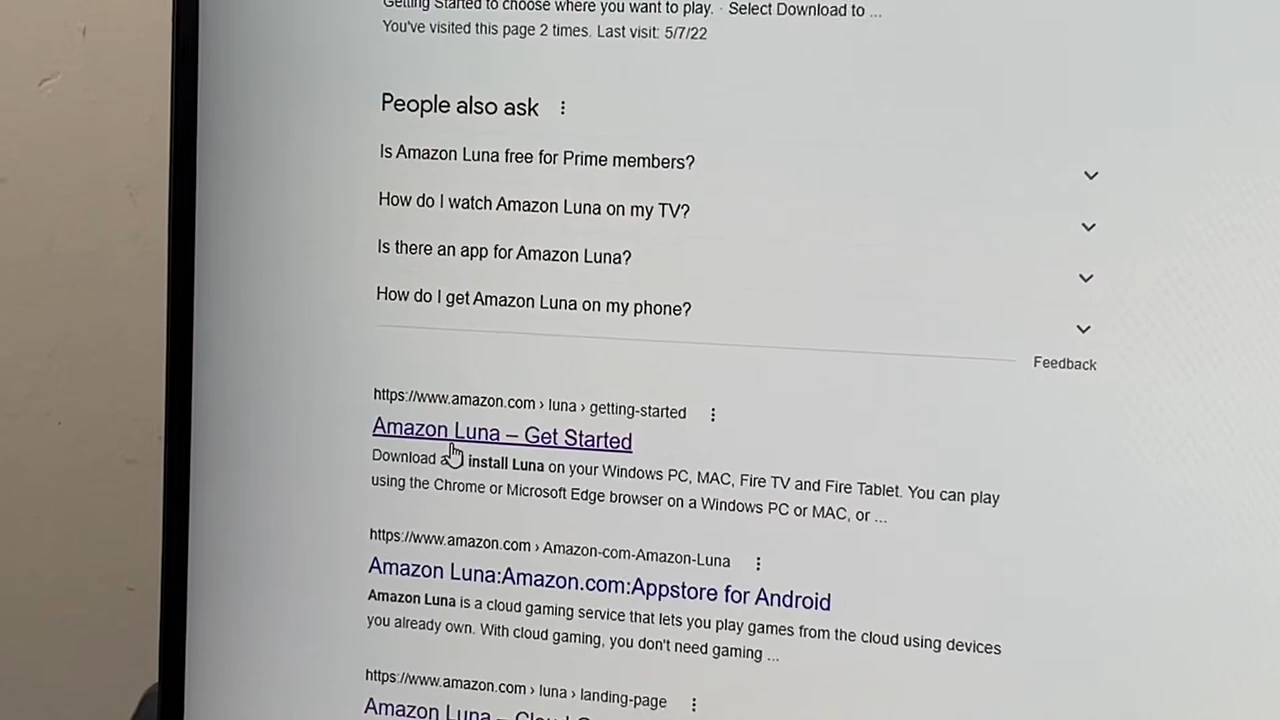 Getting Started to choose where you want to play. · Select Download to ...
You've visited this page 2 times. Last visit: 5/7/22
People also ask
Is Amazon Luna free for Prime members?
How do I watch Amazon Luna on my TV?
Is there an app for Amazon Luna?
How do I get Amazon Luna on my phone?
Feedback
https://www.amazon.com › luna › getting-started
Amazon Luna – Get Started
Download install Luna on your Windows PC, MAC, Fire TV and Fire Tablet. You can play
using the Chrome or Microsoft Edge browser on a Windows PC or MAC, or ...
https://www.amazon.com › Amazon-com-Amazon-Luna
Amazon Luna:Amazon.com:Appstore for Android
Amazon Luna is a cloud gaming service that lets you play games from the cloud using devices
you already own. With cloud gaming, you don't need gaming ...
https://www.amazon.com › luna › landing-page
Amazon Luna – Cloud